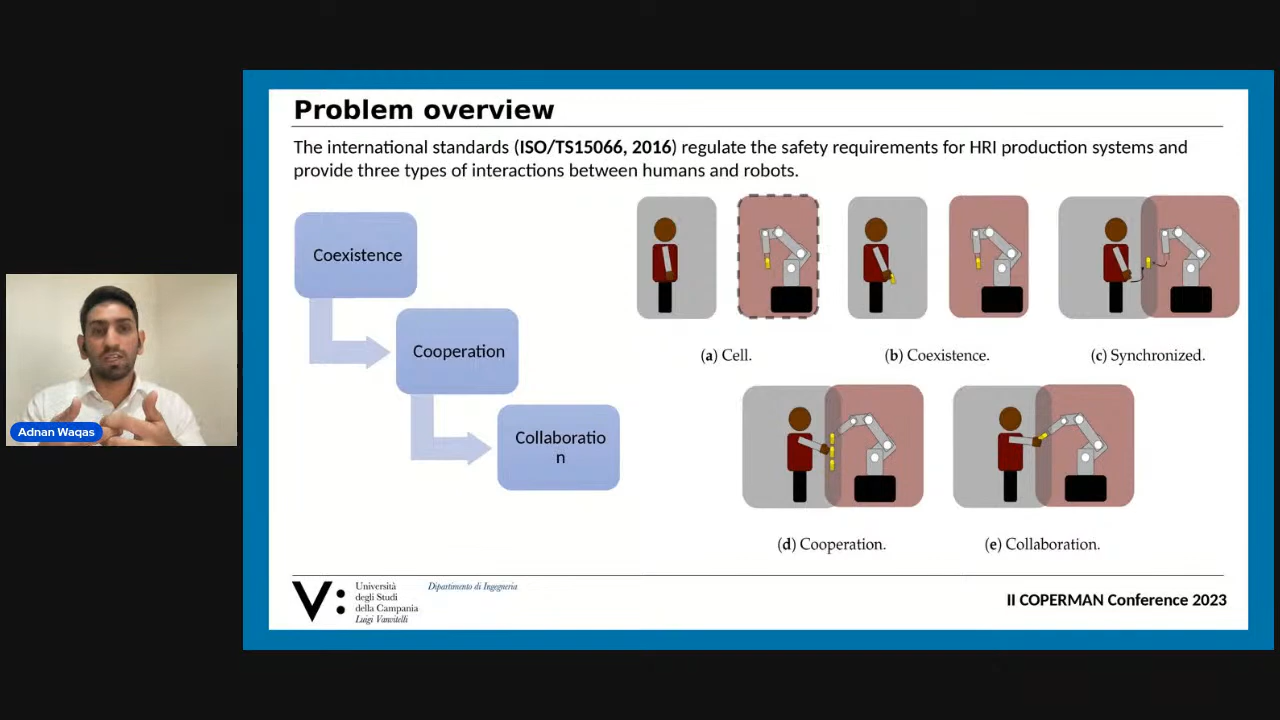 Problem overview
The international standards (ISO/TS15066, 2016) regulate the safety requirements for HRI production systems and
provide three types of interactions between humans and robots.
Coexistence
Cooperation
Collaboratio
n
(a) Cell.
(b) Coexistence.
(c) Synchronized.
(d) Cooperation.
(e) Collaboration.
Adnan Waqas
V:
Università
degli Studi
della Campania
Luigi Vanvitelli
Dipartimento di Ingegneria
II COPERMAN Conference 2023